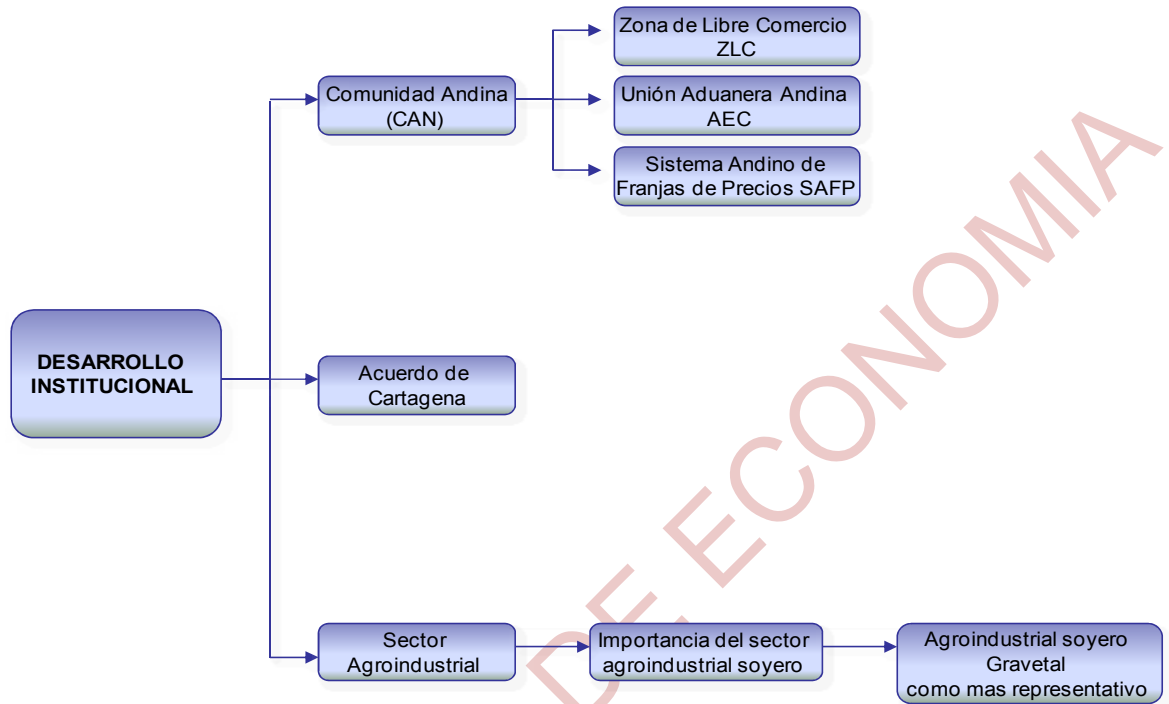 Zona de Libre Comercio
ZLC
Comunidad Andina
(CAN)
Unión Aduanera Andina
AEC
Sistema Andino de
Franjas de Precios SAFP
DESARROLLO
INSTITUCIONAL
Acuerdo de
Cartagena
Sector
Agroindustrial
Importancia del sector
agroindustrial soyero
Agroindustrial soyero
Gravetal
como mas representativo
DE ECONOMIA